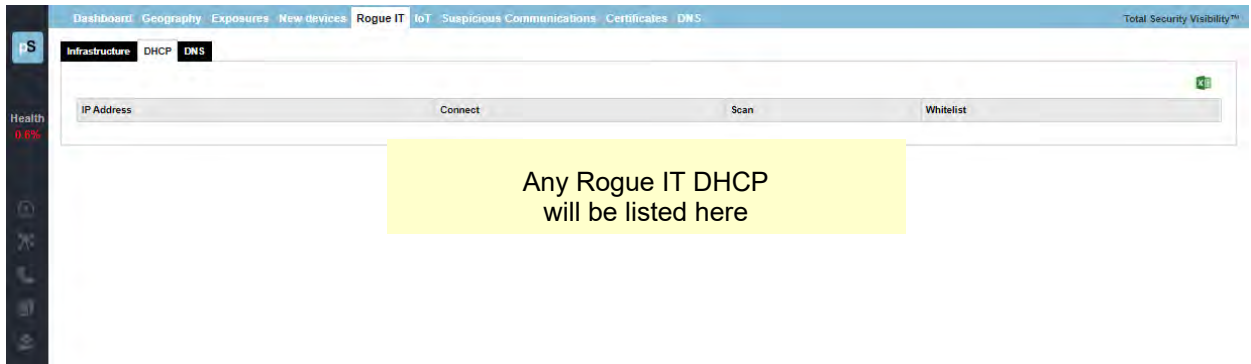 Dashboard Geography Exposures New devices Rogue IT IoT Suspicious Communications Certificates DNS Total Security Visibility™
pS
Infrastructure DHCP DNS
IP Address Connect Scan Whitelist
Health
0.6%
Any Rogue IT DHCP
will be listed here